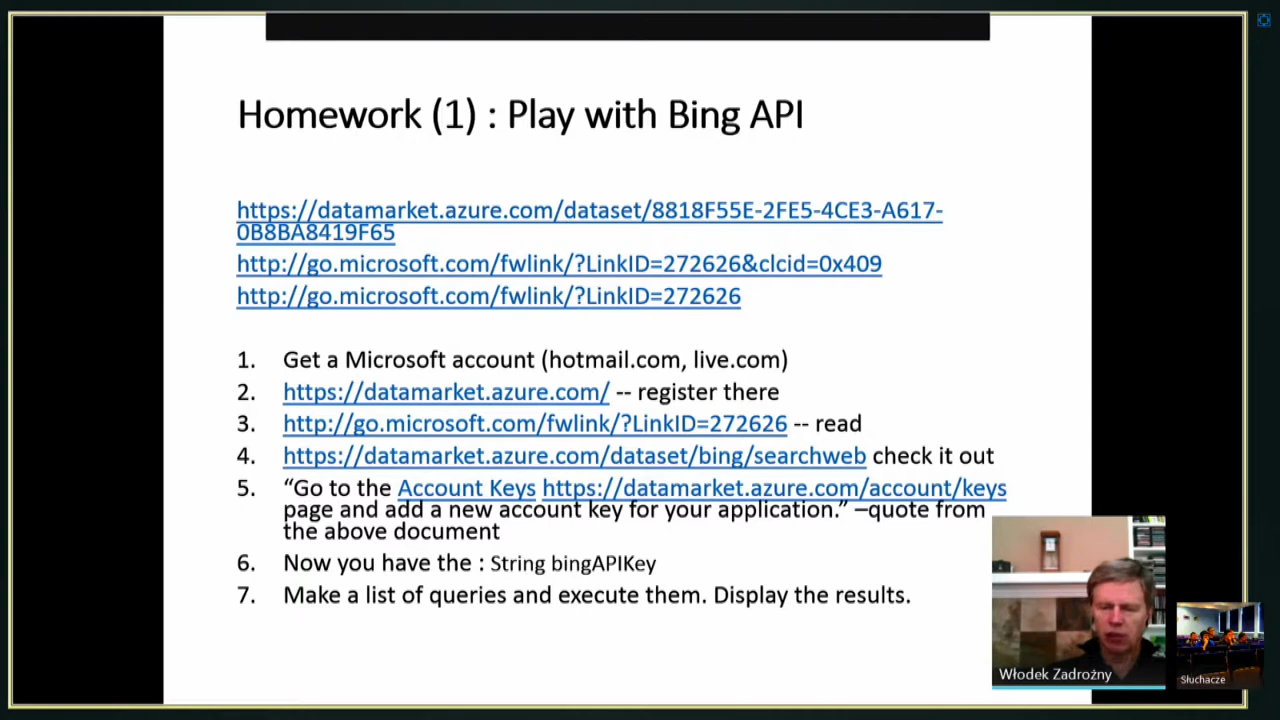 Homework (1) : Play with Bing API
https://datamarket.azure.com/dataset/8818F55E-2FE5-4CE3-A617-
0B8BA8419F65
http://go.microsoft.com/fwlink/?LinkID=272626&clcid=0x409
http://go.microsoft.com/fwlink/?LinkID=272626
1. Get a Microsoft account (hotmail.com, live.com)
2. https://datamarket.azure.com/ -- register there
3. http://go.microsoft.com/fwlink/?LinkID=272626 -- read
4. https://datamarket.azure.com/dataset/bing/searchweb check it out
5. “Go to the Account Keys https://datamarket.azure.com/account/keys
page and add a new account key for your application.” –quote from
the above document
6. Now you have the : String bingAPIKey
7. Make a list of queries and execute them. Display the results.
Włodek Zadrożny
Słuchacze